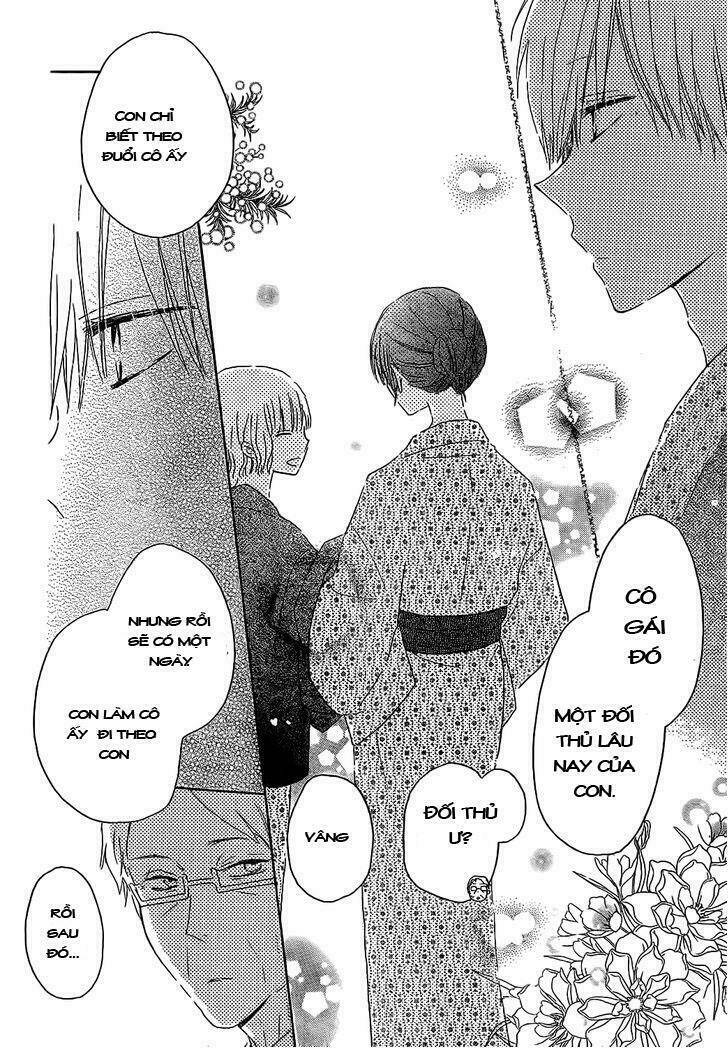 CÔ
GÁI
ĐÓ
MỘT ĐỐI
THỦ LÂU
NAY CỦA
CON.
ĐỐI THỦ
Ư?
VÂNG
CON CHỈ
BIẾT THEO
ĐUỔI CÔ ẤY
NHƯNG RỒI
SẼ CÓ MỘT
NGÀY.
CON LÀM CÔ
ẤY ĐI THEO
CON
RỒI
SAU
ĐÓ...